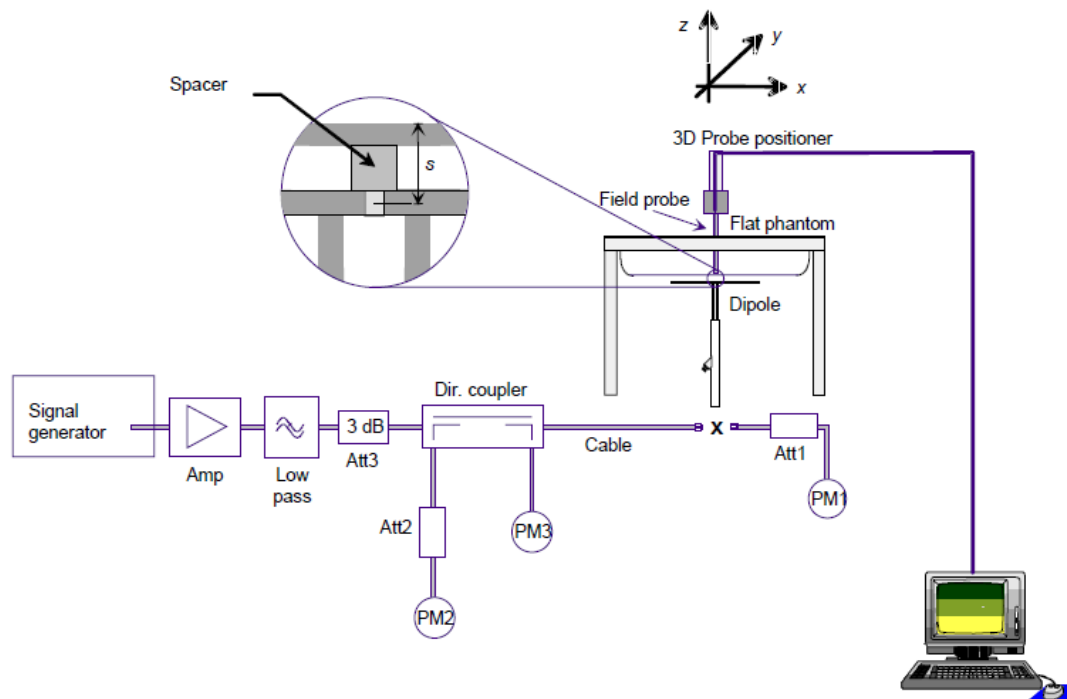 z
y
x
Spacer
s
3D Probe positioner
Field probe
Flat phantom
Dipole
Signal
generator
Amp
Low
pass
3 dB
Att3
Dir. coupler
Cable
x
Att1
PM1
Att2
PM3
PM2